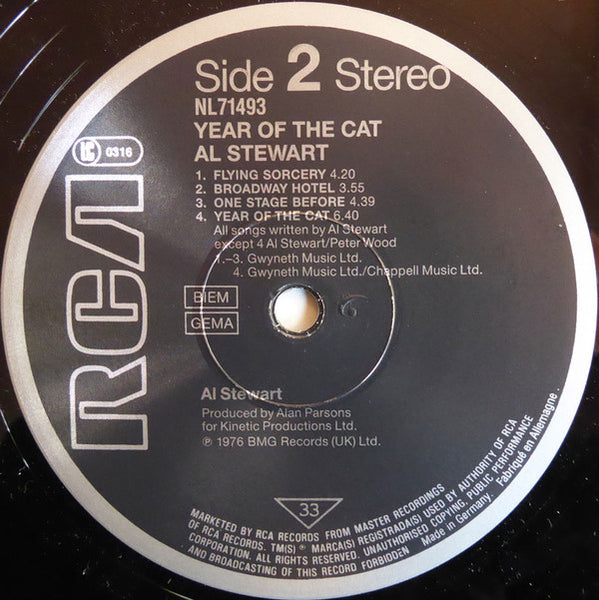 Side 2 Stereo
NL71493
YEAR OF THE CAT
AL STEWART
LC 0316
RCA
1. FLYING SORCERY 4.20
2. BROADWAY HOTEL 3.55
3. ONE STAGE BEFORE 4.39
4. YEAR OF THE CAT 6.40
All songs written by Al Stewart
except 4 Al Stewart/Peter Wood
1.–3. Gwyneth Music Ltd.
4. Gwyneth Music Ltd./Chappell Music Ltd.
BIEM
GEMA
6
Al Stewart
Produced by Alan Parsons
for Kinetic Productions Ltd.
℗ 1976 BMG Records (UK) Ltd.
33
MARKETED BY RCA RECORDS FROM MASTER RECORDINGS
OF RCA RECORDS. TM(S) ® MARCA(S) REGISTRADA(S) USED BY AUTHORITY OF RCA
CORPORATION. ALL RIGHTS RESERVED. UNAUTHORISED COPYING PUBLIC PERFORMANCE
AND BROADCASTING OF THIS RECORD FORBIDDEN
Made in Germany. Fabriqué en Allemagne.